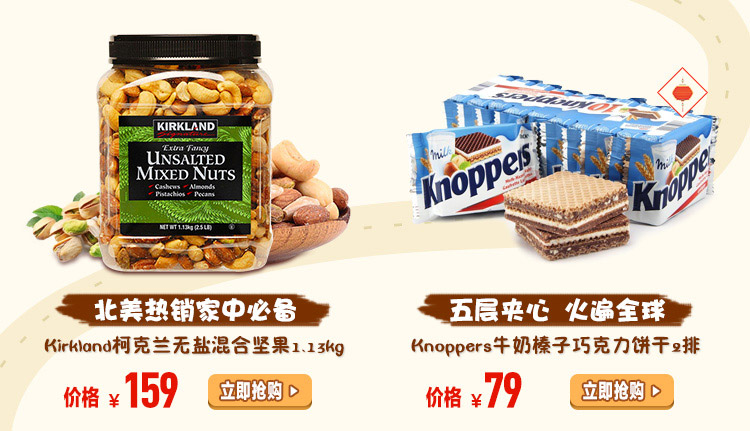 KIRKLAND
Signature
Extra Fancy
UNSALTED
MIXED NUTS
Cashews Almonds
Pistachios Pecans
NET WT 1.13kg (2.5 LB)
北美热销家中必备
Kirkland柯克兰无盐混合坚果1.13kg
价格 ¥159
立即抢购
Knoppers
milk
Knoppers
milk
Knoppers
五层夹心 火遍全球
Knoppers牛奶榛子巧克力饼干2排
价格 ¥79
立即抢购